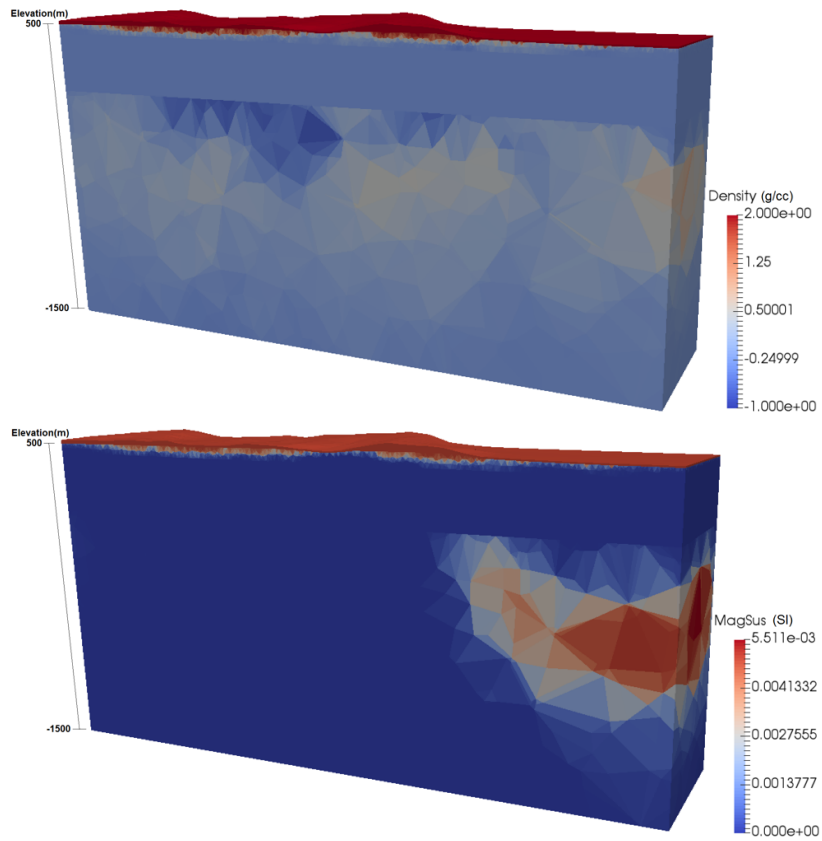 Elevation(m)
500
-1500
Density (g/cc)
2.000e+00
1.25
0.50001
-0.24999
-1.000e+00
Elevation(m)
500
-1500
MagSus (SI)
5.511e-03
0.0041332
0.0027555
0.0013777
0.000e+00